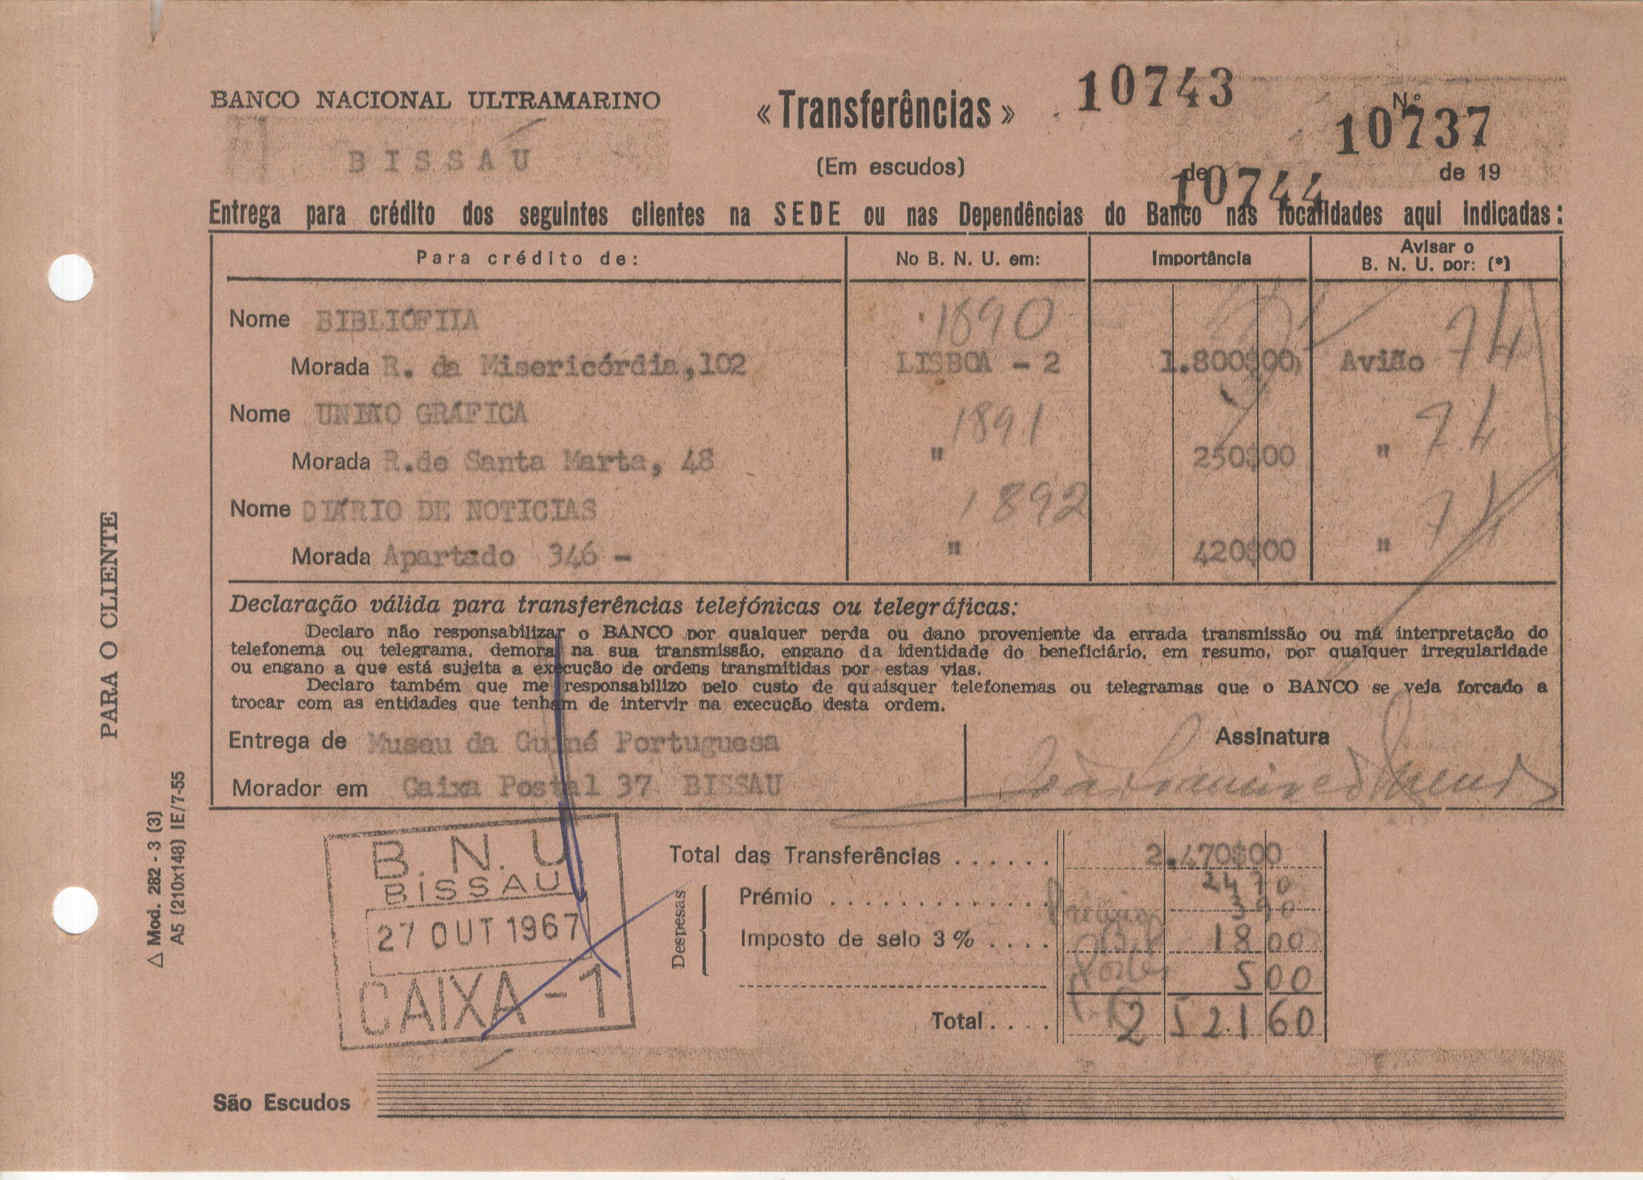 BANCO NACIONAL ULTRAMARINO
«Transferências»
10743
Nº
10737
BISSAU
(Em escudos)
de
10744
de 19
Entrega para crédito dos seguintes clientes na SEDE ou nas Dependências do Banco nas localidades aqui indicadas:
Para crédito de: No B. N. U. em: Importância Avisar o B. N. U. por: (*)
Nome BIBLIÓFILA 1890 74
Morada R. da Misericórdia,102 LISBOA - 2 1.800$00 Avião
Nome UNIÃO GRÁFICA 1891 74
Morada R.de Santa Marta, 48 " 250$00 "
Nome DIÁRIO DE NOTICIAS 1892 74
Morada Apartado 346 - " 420$00 "
Declaração válida para transferências telefónicas ou telegráficas:
Declaro não responsabilizar o BANCO por qualquer perda ou dano proveniente da errada transmissão ou má interpretação do
telefonema ou telegrama, demora na sua transmissão, engano da identidade do beneficiário, em resumo, por qualquer irregularidade
ou engano a que está sujeita a execução de ordens transmitidas por estas vias.
Declaro também que me responsabilizo pelo custo de quaisquer telefonemas ou telegramas que o BANCO se veja forçado a
trocar com as entidades que tenham de intervir na execução desta ordem.
Entrega de Museu da Guiné Portuguesa Assinatura
Morador em Caixa Postal 37 BISSAU
B. N. U
BISSAU
27 OUT 1967
CAIXA-1
Total das Transferências ...... 2.470$00
Despesas
Prémio ............ 24 70
3 90
Imposto de selo 3% .... 18 00
5 00
Total.... 2 521 60
São Escudos
PARA O CLIENTE
△ Mod. 282 - 3 (3)
A5 (210x148) IE/7-55